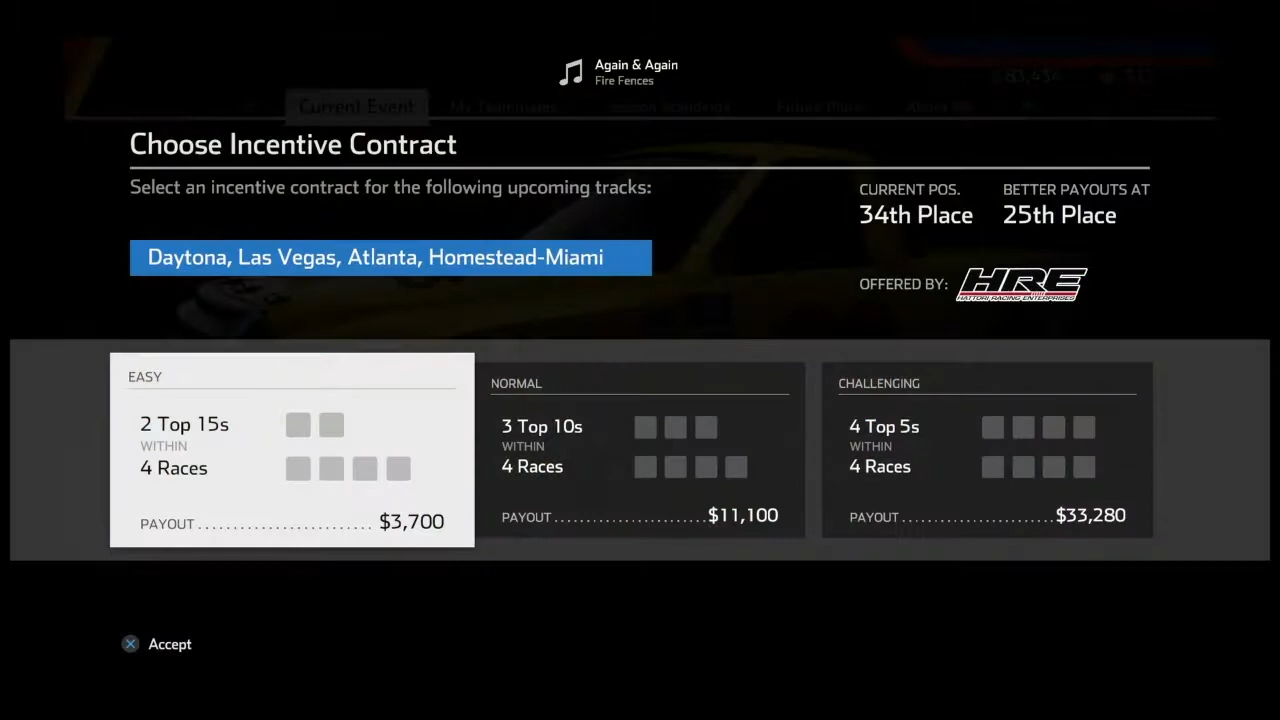 Again & Again
Fire Fences
Current Event
Choose Incentive Contract
Select an incentive contract for the following upcoming tracks:
CURRENT POS.
BETTER PAYOUTS AT
34th Place
25th Place
Daytona, Las Vegas, Atlanta, Homestead-Miami
OFFERED BY:
HRE
HATTORI RACING ENTERPRISES
EASY
2 Top 15s
WITHIN
4 Races
PAYOUT........................ $3,700
NORMAL
3 Top 10s
WITHIN
4 Races
PAYOUT........................ $11,100
CHALLENGING
4 Top 5s
WITHIN
4 Races
PAYOUT........................ $33,280
Accept